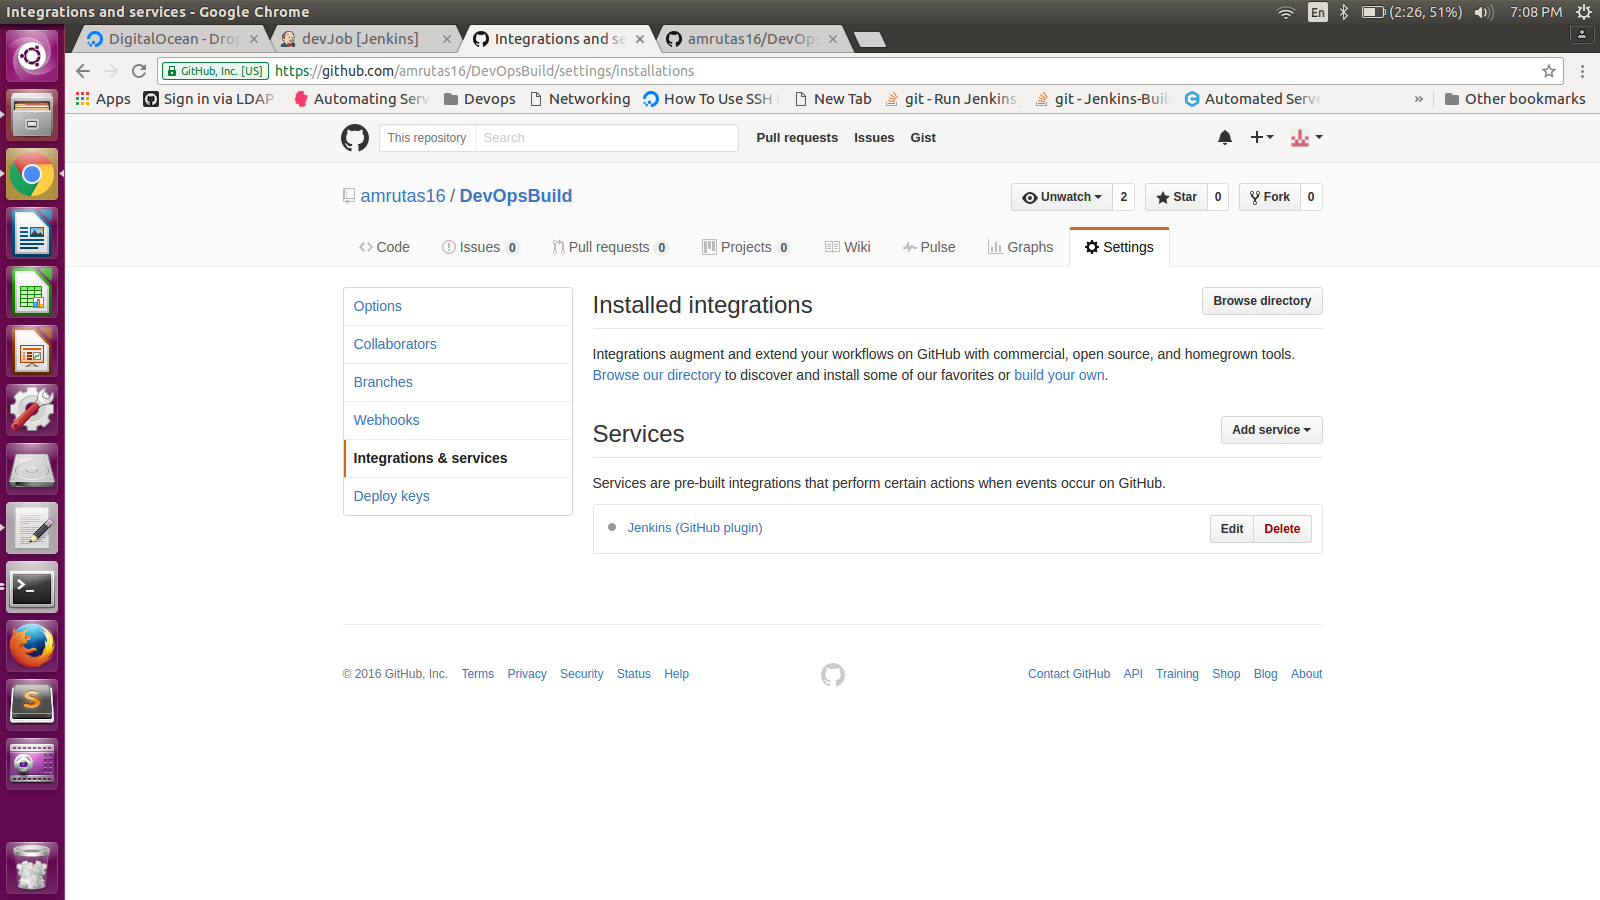 Integrations and services - Google Chrome
En (2:26, 51%) 7:08 PM
DigitalOcean - Dro
devJob [Jenkins]
Integrations and se
amrutas16/DevOps
GitHub, Inc. [US] https://github.com/amrutas16/DevOpsBuild/settings/installations
Apps Sign in via LDAP Automating Serv Devops Networking How To Use SSH New Tab git - Run Jenkins git - Jenkins-Buil Automated Serve » Other bookmarks
This repository Search Pull requests Issues Gist
amrutas16 / DevOpsBuild
Unwatch 2 Star 0 Fork 0
Code Issues 0 Pull requests 0 Projects 0 Wiki Pulse Graphs Settings
Options
Collaborators
Branches
Webhooks
Integrations & services
Deploy keys
Installed integrations
Browse directory
Integrations augment and extend your workflows on GitHub with commercial, open source, and homegrown tools.
Browse our directory to discover and install some of our favorites or build your own.
Services
Add service
Services are pre-built integrations that perform certain actions when events occur on GitHub.
Jenkins (GitHub plugin)
Edit Delete
© 2016 GitHub, Inc. Terms Privacy Security Status Help
Contact GitHub API Training Shop Blog About